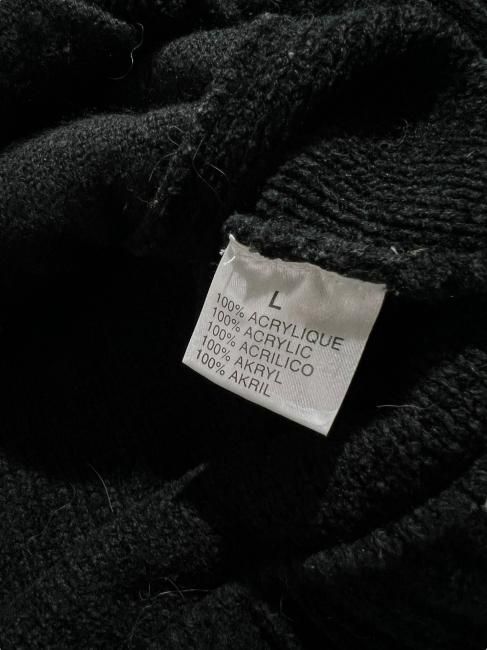 L
100% ACRYLIQUE
100% ACRYLIC
100% ACRILICO
100% AKRYL
100% AKRIL